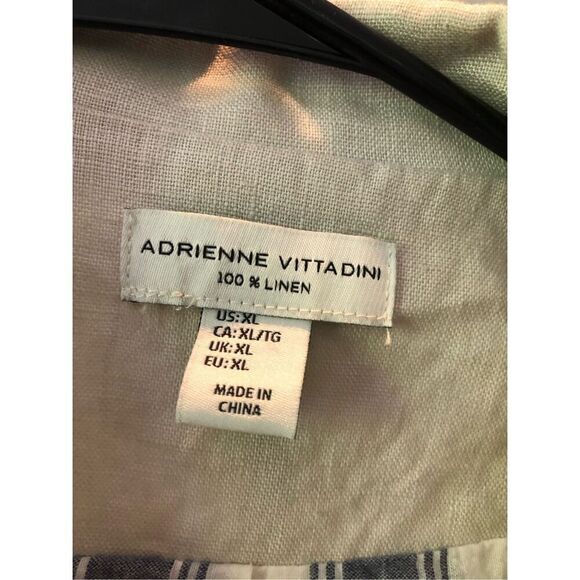 ADRIENNE VITTADINI
100 % LINEN
US: XL
CA: XL/TG
UK: XL
EU: XL
MADE IN
CHINA